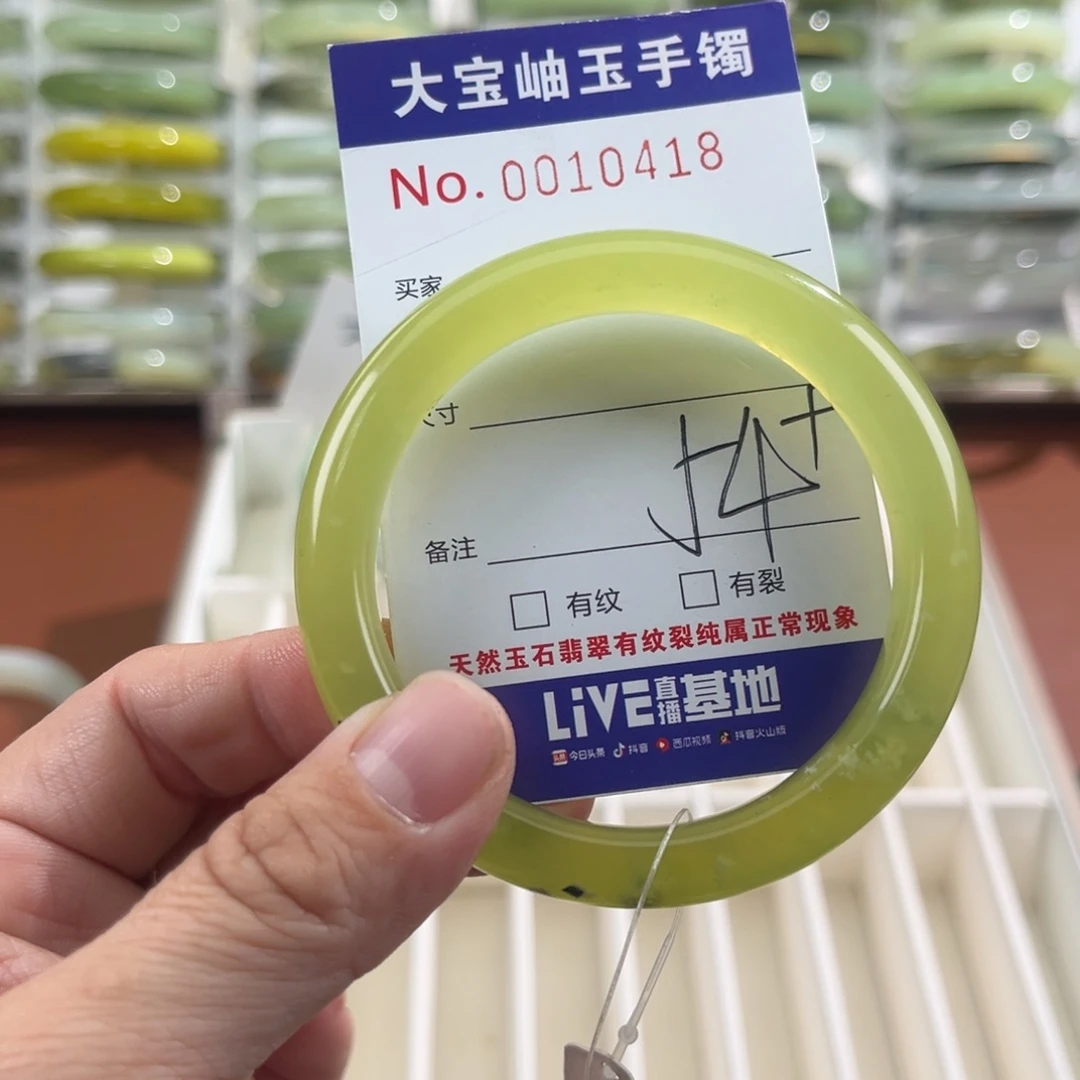 大宝岫玉手镯
No. 0010418
买家
寸
备注
有纹 有裂
天然玉石翡翠有纹裂纯属正常现象
LiVE直播基地
今日头条 抖音 西瓜视频 抖音火山版